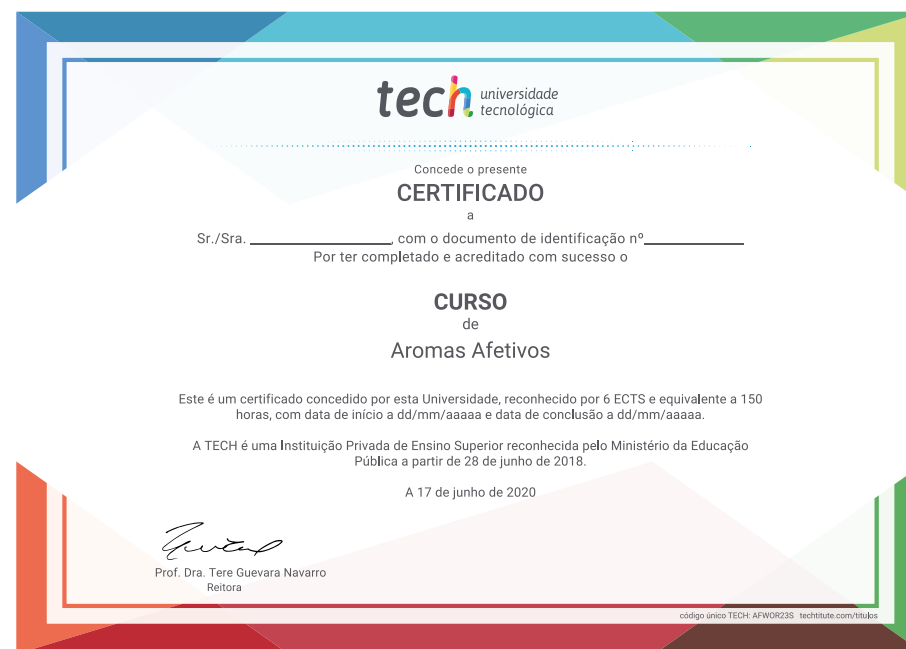 tech universidade
tecnológica
Concede o presente
CERTIFICADO
a
Sr./Sra. ____________________, com o documento de identificação nº______________
Por ter completado e acreditado com sucesso o
CURSO
de
Aromas Afetivos
Este é um certificado concedido por esta Universidade, reconhecido por 6 ECTS e equivalente a 150
horas, com data de início a dd/mm/aaaaa e data de conclusão a dd/mm/aaaaa.
A TECH é uma Instituição Privada de Ensino Superior reconhecida pelo Ministério da Educação
Pública a partir de 28 de junho de 2018.
A 17 de junho de 2020
Prof. Dra. Tere Guevara Navarro
Reitora
código único TECH: AFWOR23S techtitute.com/titulos